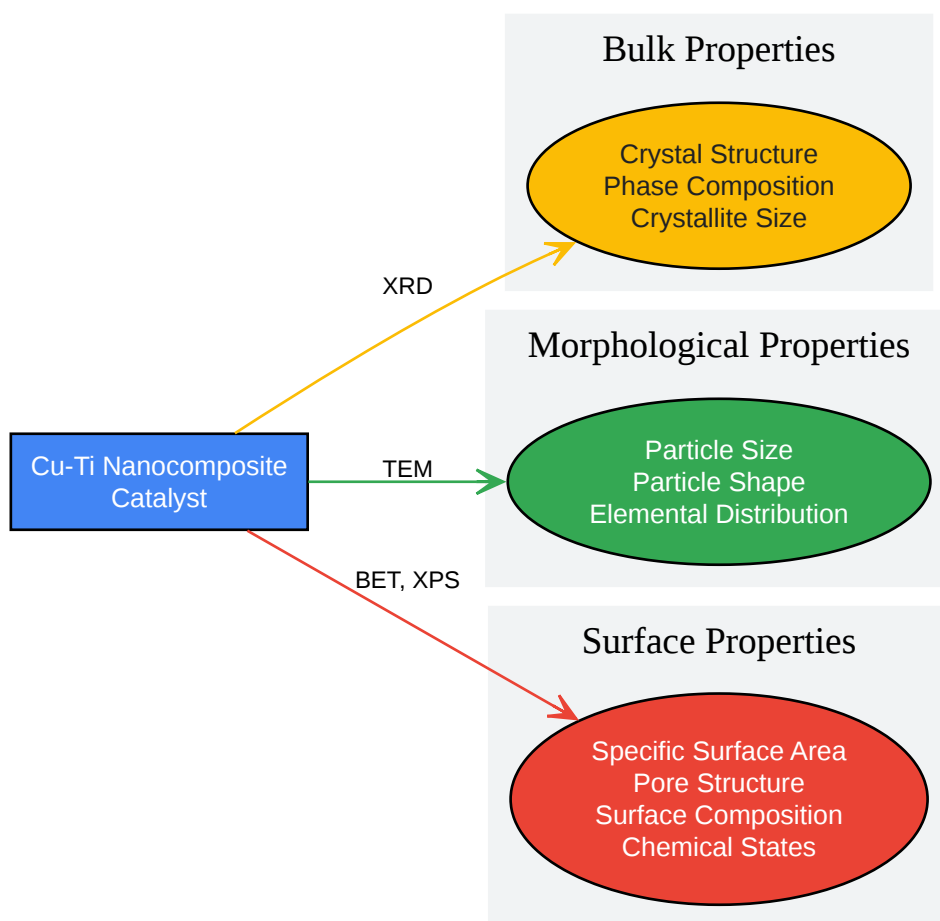 Bulk Properties
Crystal Structure
Phase Composition
Crystallite Size
XRD
Morphological Properties
Particle Size
Particle Shape
Elemental Distribution
Cu-Ti Nanocomposite
Catalyst
TEM
BET, XPS
Surface Properties
Specific Surface Area
Pore Structure
Surface Composition
Chemical States